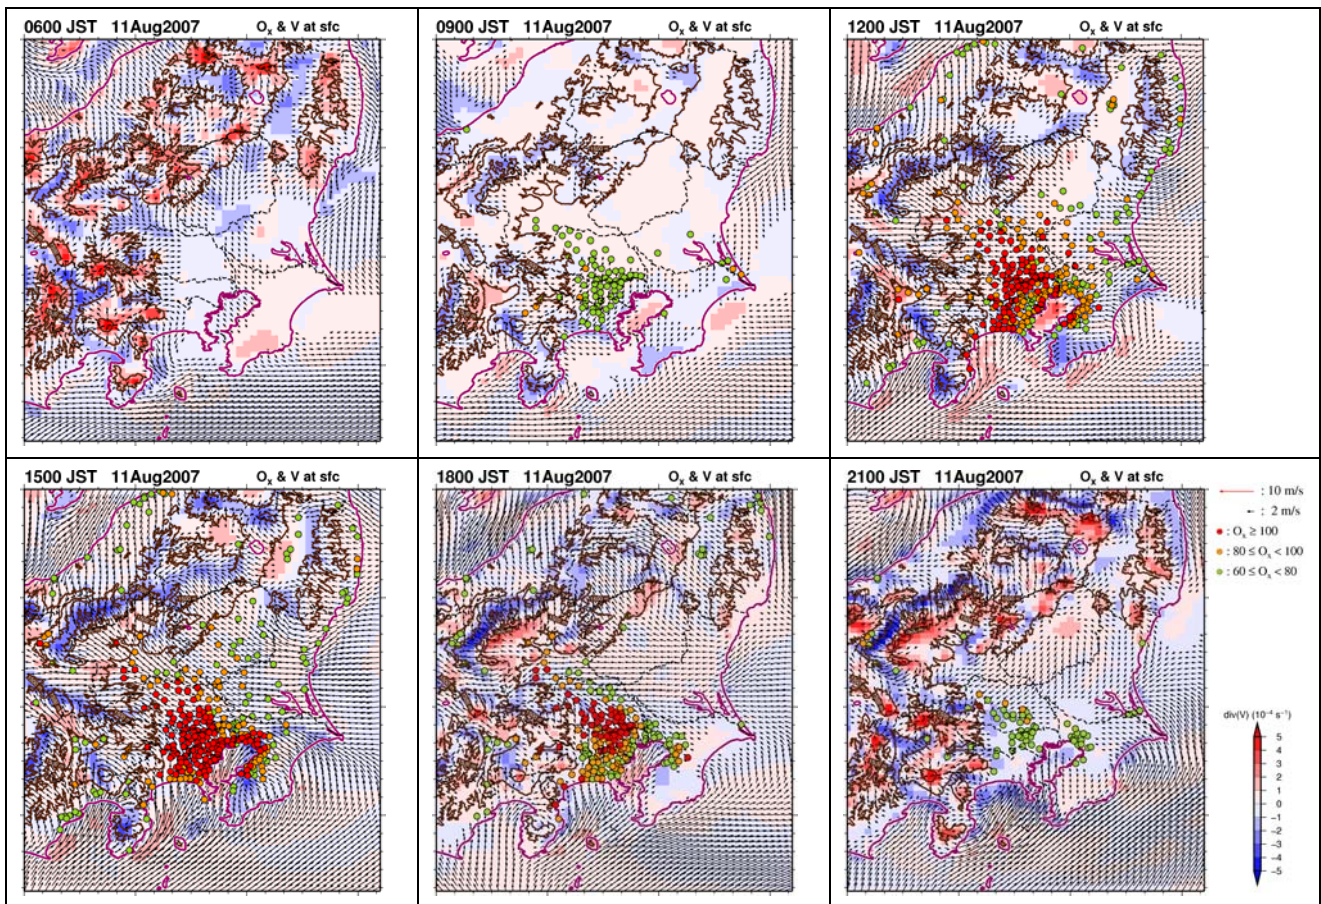 0600 JST 11Aug2007 Oₓ & V at sfc
0900 JST 11Aug2007 Oₓ & V at sfc
1200 JST 11Aug2007 Oₓ & V at sfc
1500 JST 11Aug2007 Oₓ & V at sfc
1800 JST 11Aug2007 Oₓ & V at sfc
2100 JST 11Aug2007 Oₓ & V at sfc
: 10 m/s
: 2 m/s
: Oₓ ≥ 100
: 80 ≤ Oₓ < 100
: 60 ≤ Oₓ < 80
div(V) (10⁻⁴ s⁻¹)
5
4
3
2
1
0
−1
−2
−3
−4
−5